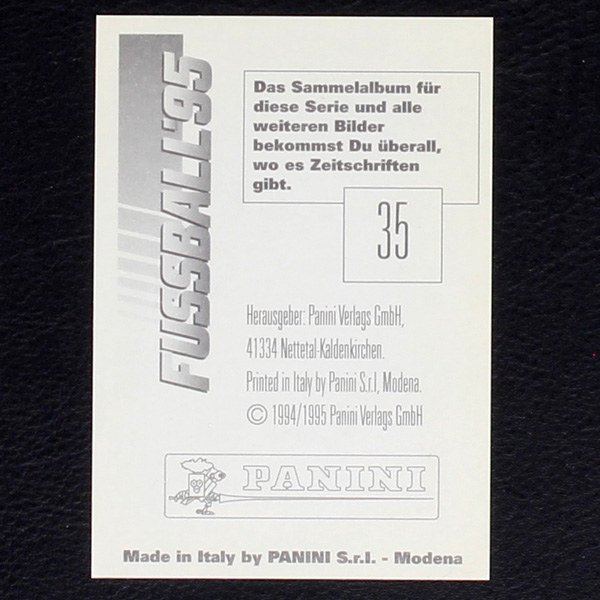 FUSSBALL'95
Das Sammelalbum für
diese Serie und alle
weiteren Bilder
bekommst Du überall,
wo es Zeitschriften
gibt.
35
Herausgeber: Panini Verlags GmbH,
41334 Nettetal-Kaldenkirchen.
Printed in Italy by Panini S.r.l, Modena.
© 1994/1995 Panini Verlags GmbH
PANINI
Made in Italy by PANINI S.r.l. - Modena